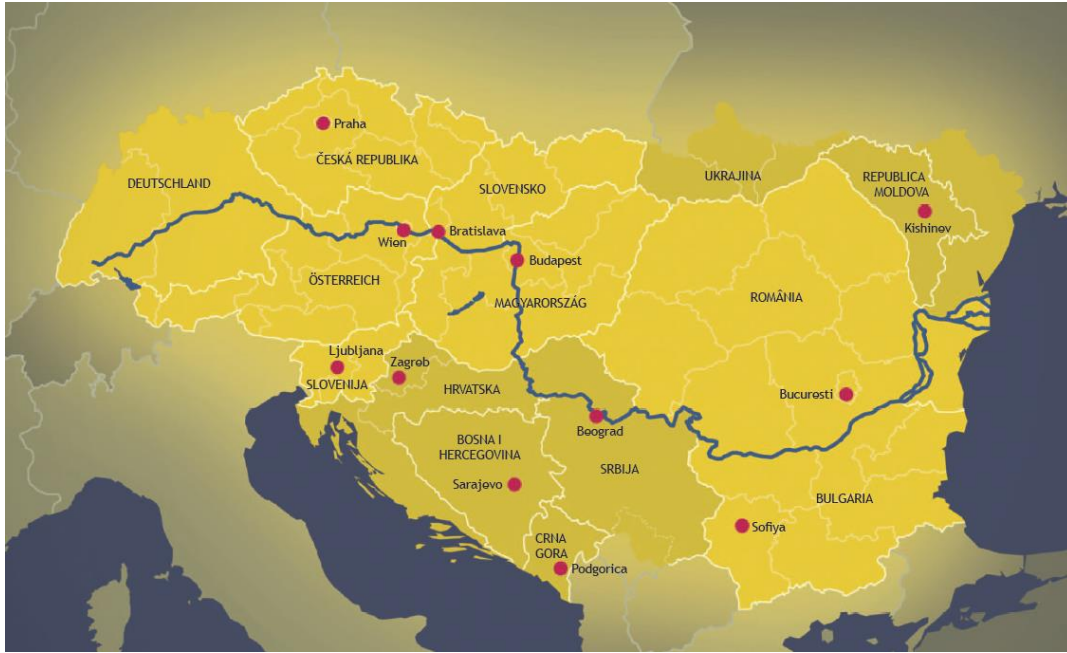 Praha
ČESKÁ REPUBLIKA
DEUTSCHLAND
SLOVENSKO
UKRAJINA
REPUBLICA
MOLDOVA
Kishinev
Wien
Bratislava
Budapest
ÖSTERREICH
MAGYARORSZÁG
ROMÂNIA
Ljubljana
SLOVENIJA
Zagreb
HRVATSKA
Bucuresti
Beograd
BOSNA I
HERCEGOVINA
Sarajevo
SRBIJA
BULGARIA
Sofiya
CRNA
GORA
Podgorica